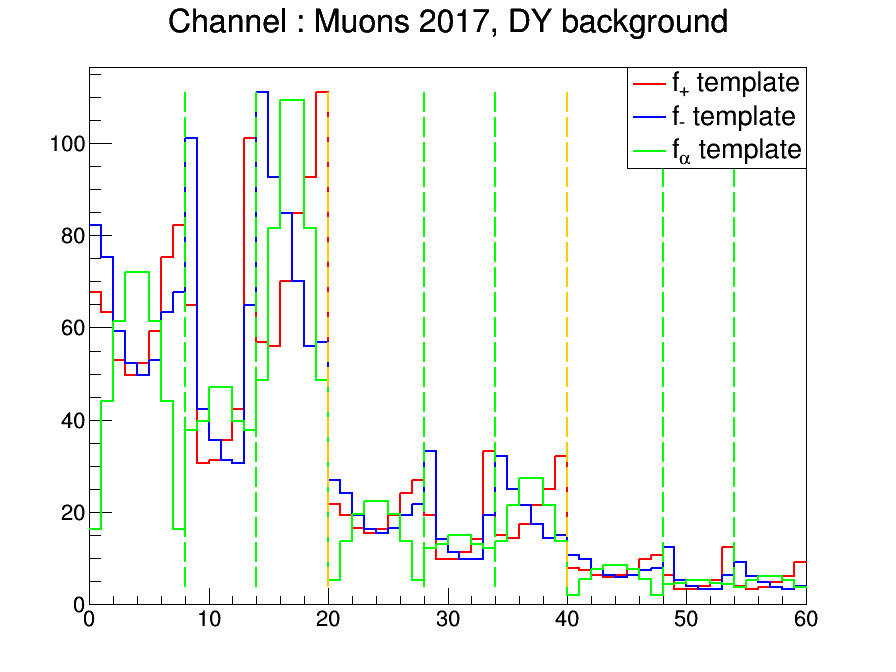 Channel : Muons 2017, DY background
f+ template
f- template
fα template
100
80
60
40
20
0
0 10 20 30 40 50 60